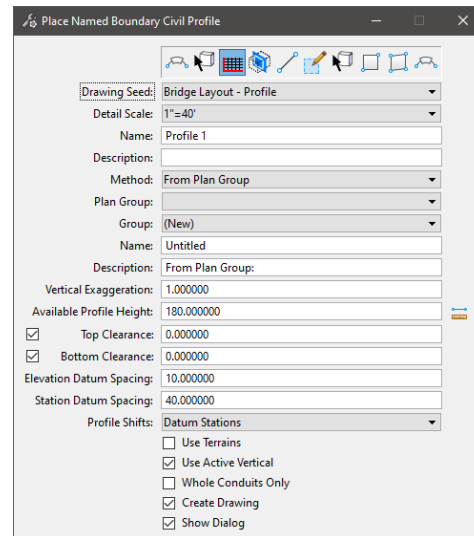 Place Named Boundary Civil Profile
Drawing Seed: Bridge Layout - Profile
Detail Scale: 1"=40'
Name: Profile 1
Description:
Method: From Plan Group
Plan Group:
Group: (New)
Name: Untitled
Description: From Plan Group:
Vertical Exaggeration: 1.000000
Available Profile Height: 180.000000
Top Clearance: 0.000000
Bottom Clearance: 0.000000
Elevation Datum Spacing: 10.000000
Station Datum Spacing: 40.000000
Profile Shifts: Datum Stations
Use Terrains
Use Active Vertical
Whole Conduits Only
Create Drawing
Show Dialog